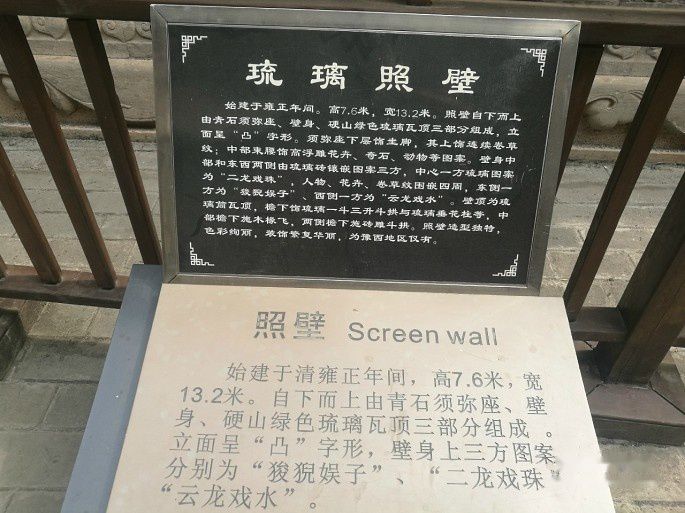 琉璃照壁
始建于雍正年间。高7.6米，宽13.2米。照壁自下而上
由青石须弥座、壁身、硬山绿色琉璃瓦顶三部分组成，立
面呈“凸”字形。须弥座下层饰圭脚，其上饰连续卷草
纹；中部束腰饰高浮雕花卉、奇石、动物等图案。壁身中
部和东西两侧由琉璃砖镶嵌图案三方，中心一方琉璃图案
为“二龙戏珠”，人物、花卉、卷草纹围嵌四周，东侧一
方为“狻猊娱子”、西侧一方为“云龙戏水”。壁顶为琉
璃筒瓦顶，檐下饰琉璃一斗三升斗拱与琉璃垂花柱等，中
部檐下施木椽飞，两侧檐下施砖雕斗拱。照壁造型独特，
色彩绚丽，装饰繁复华丽，为豫西地区仅有。
照壁 Screen wall
始建于清雍正年间，高7.6米，宽
13.2米。自下而上由青石须弥座、壁
身、硬山绿色琉璃瓦顶三部分组成。
立面呈“凸”字形，壁身上三方图案
分别为“狻猊娱子”、“二龙戏珠”
“云龙戏水”。